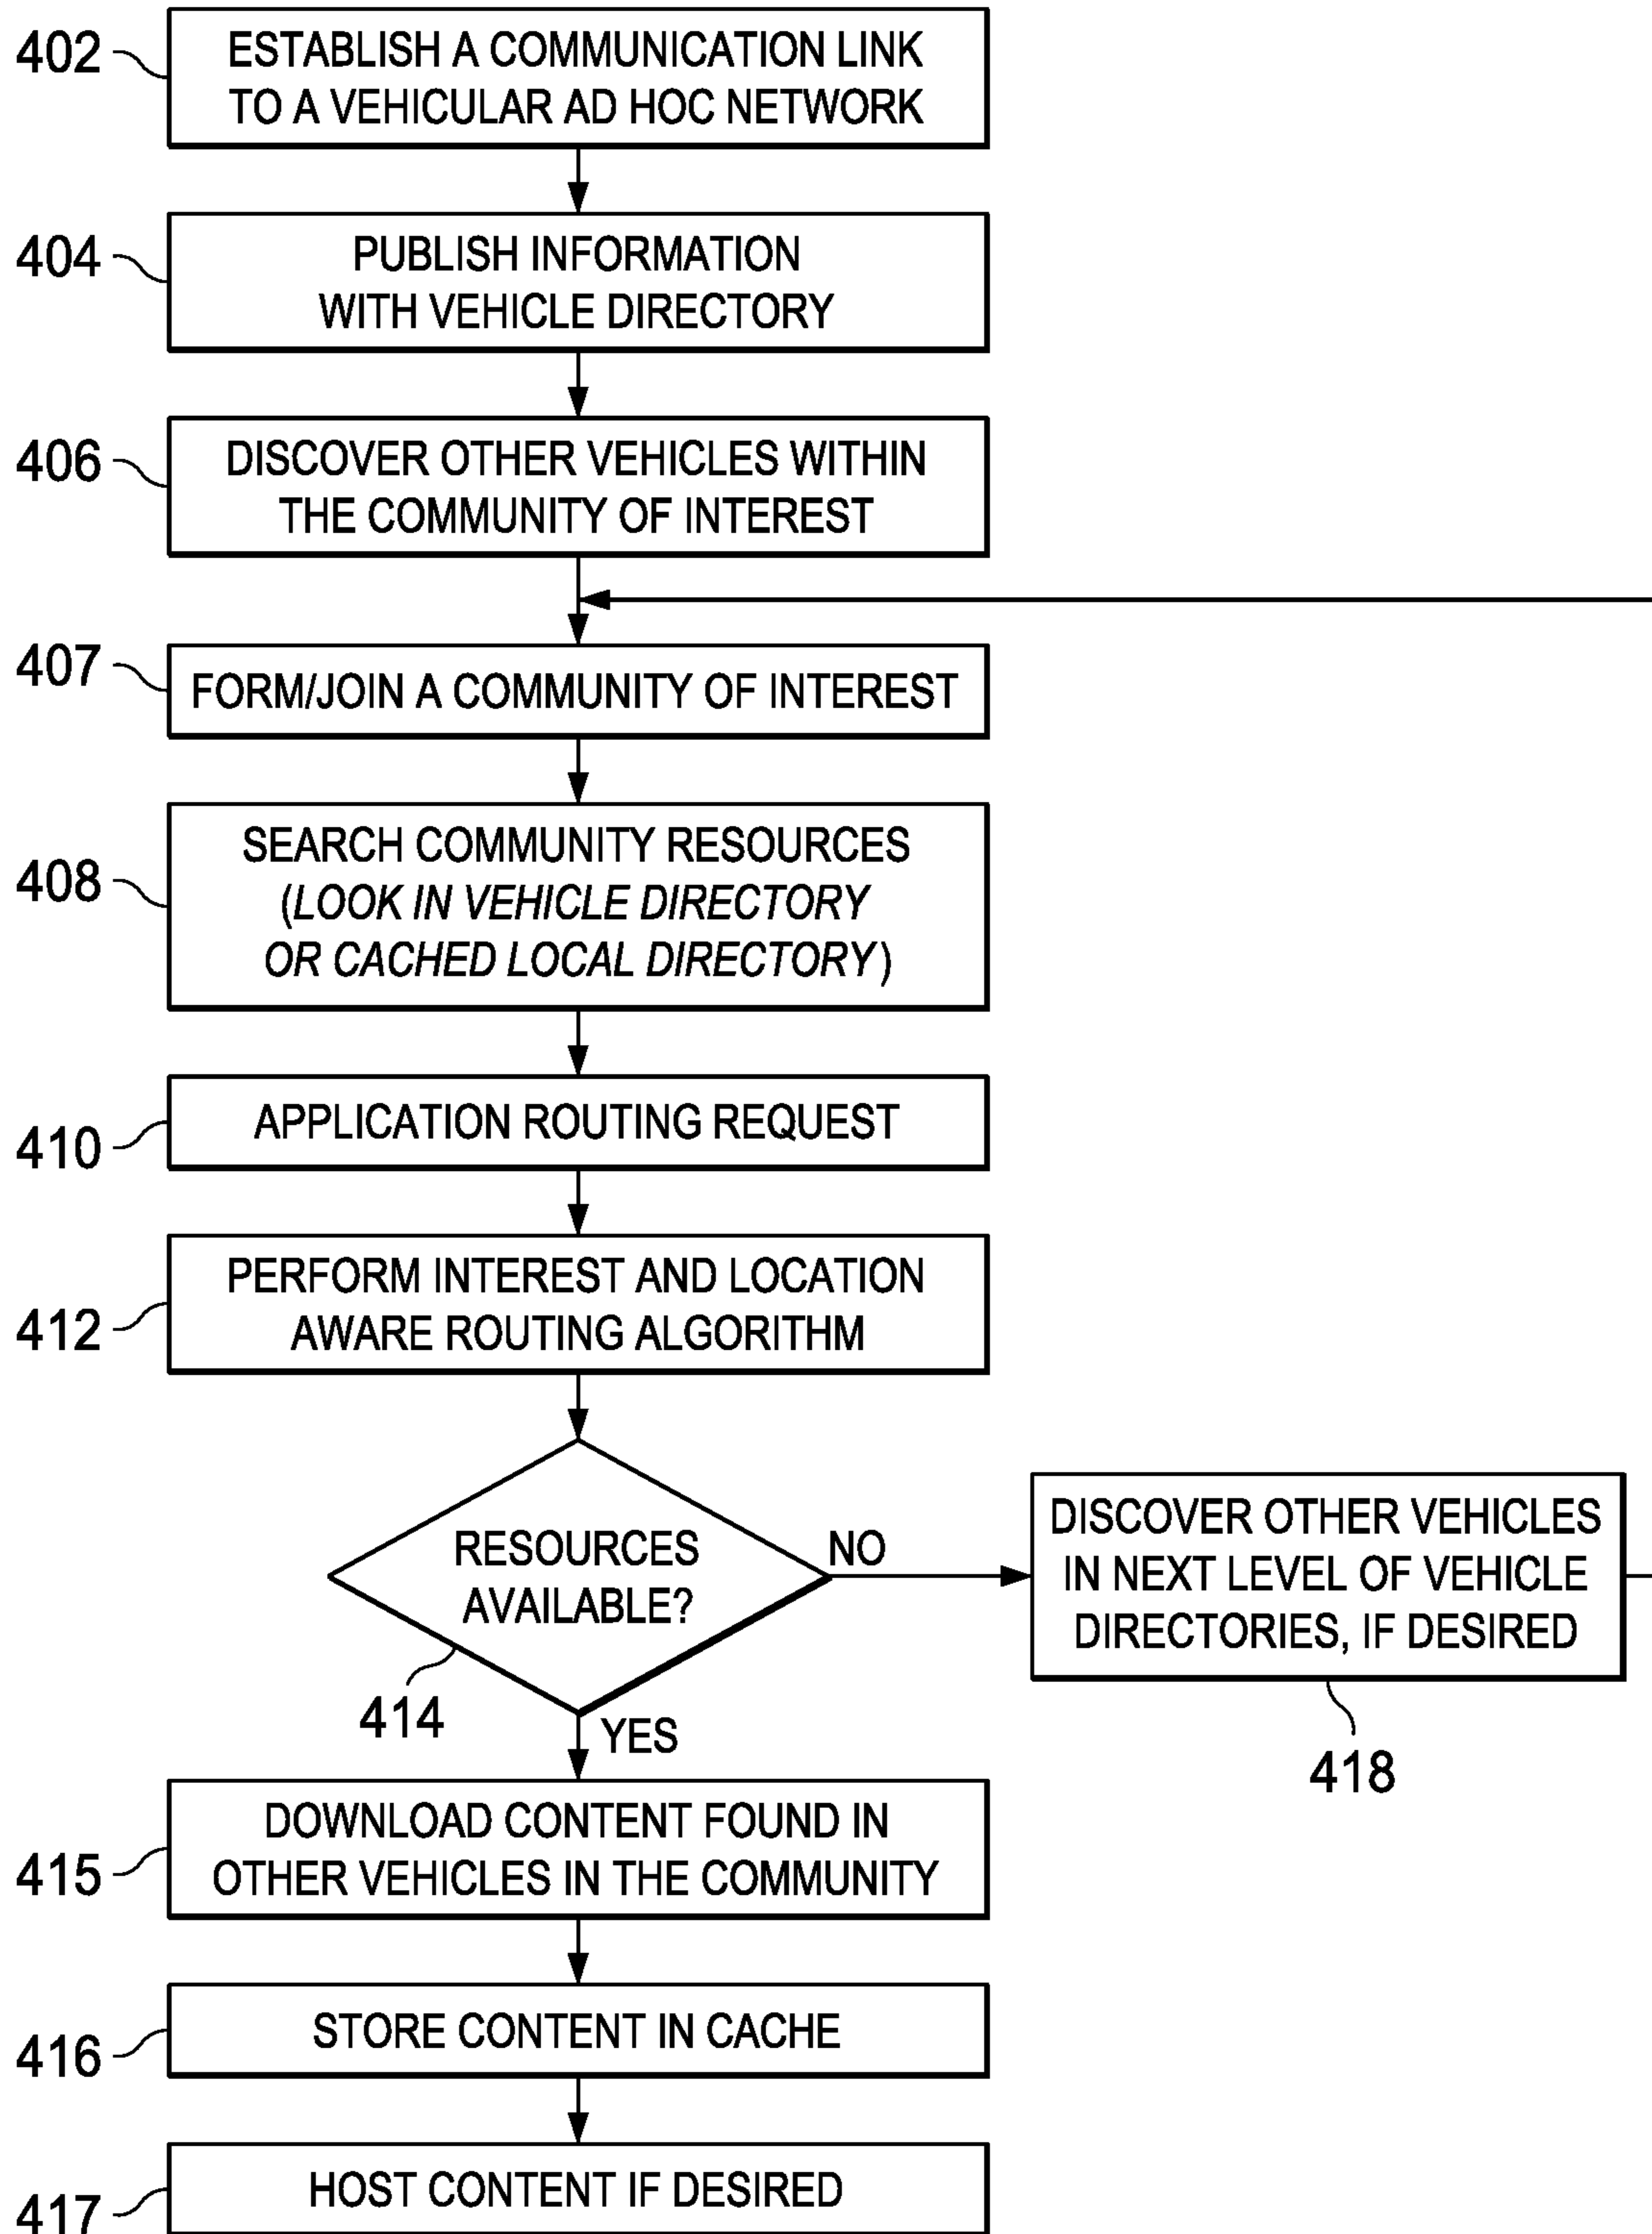 402
ESTABLISH A COMMUNICATION LINK
TO A VEHICULAR AD HOC NETWORK
404
PUBLISH INFORMATION
WITH VEHICLE DIRECTORY
406
DISCOVER OTHER VEHICLES WITHIN
THE COMMUNITY OF INTEREST
407
FORM/JOIN A COMMUNITY OF INTEREST
408
SEARCH COMMUNITY RESOURCES
(LOOK IN VEHICLE DIRECTORY
OR CACHED LOCAL DIRECTORY)
410
APPLICATION ROUTING REQUEST
412
PERFORM INTEREST AND LOCATION
AWARE ROUTING ALGORITHM
RESOURCES
AVAILABLE?
414
NO
DISCOVER OTHER VEHICLES
IN NEXT LEVEL OF VEHICLE
DIRECTORIES, IF DESIRED
418
YES
415
DOWNLOAD CONTENT FOUND IN
OTHER VEHICLES IN THE COMMUNITY
416
STORE CONTENT IN CACHE
417
HOST CONTENT IF DESIRED